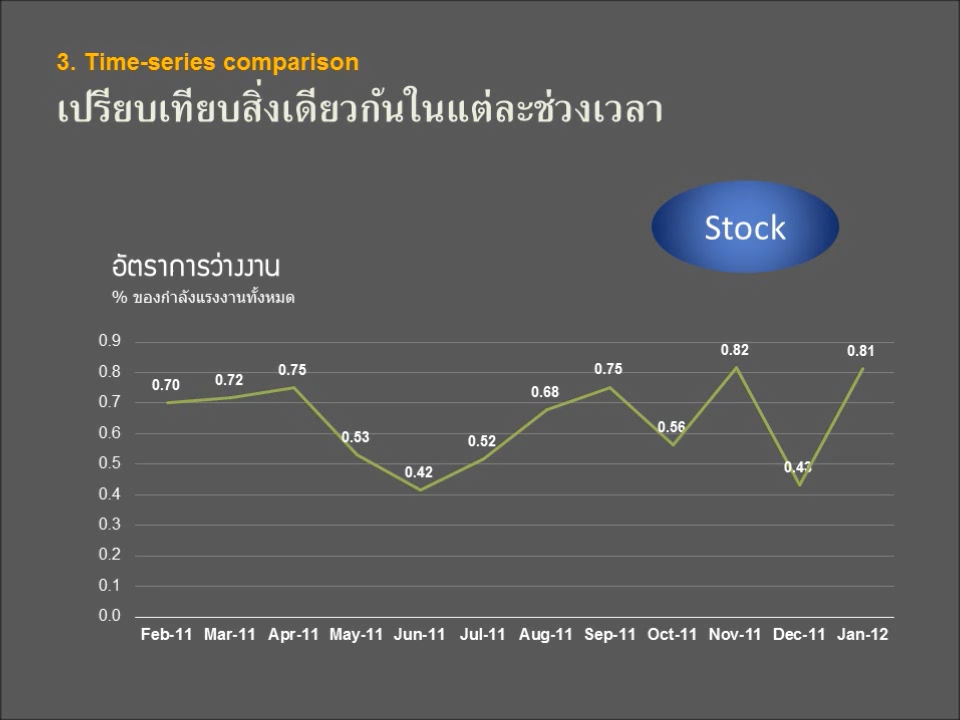 3. Time-series comparison
เปรียบเทียบสิ่งเดียวกันในแต่ละช่วงเวลา
Stock
อัตราการว่างงาน
% ของกำลังแรงงานทั้งหมด
0.9
0.8
0.7
0.6
0.5
0.4
0.3
0.2
0.1
0.0
0.70 0.72 0.75 0.53 0.42 0.52 0.68 0.75 0.56 0.82 0.43 0.81
Feb-11 Mar-11 Apr-11 May-11 Jun-11 Jul-11 Aug-11 Sep-11 Oct-11 Nov-11 Dec-11 Jan-12